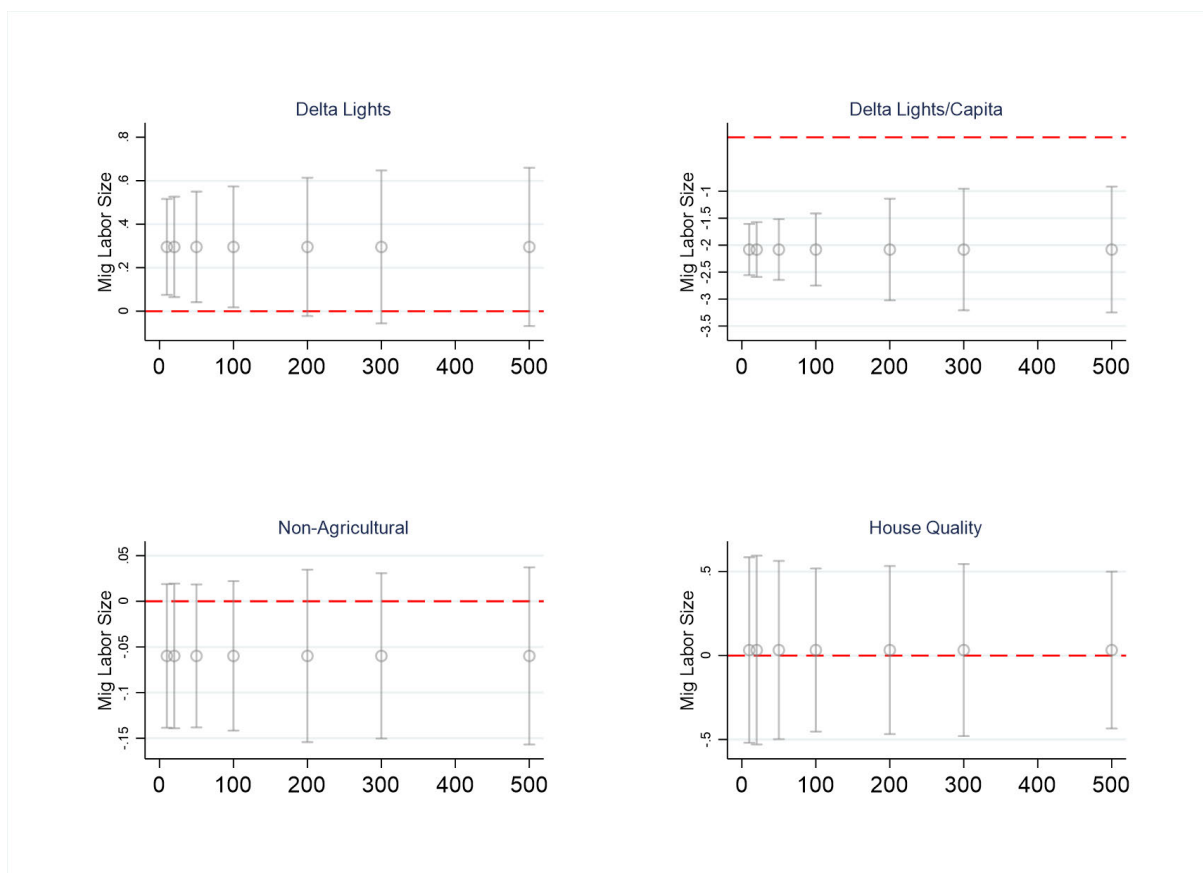 Delta Lights
Mig Labor Size
.8
.6
.4
.2
0
0 100 200 300 400 500
Delta Lights/Capita
Mig Labor Size
-1
-1.5
-2
-2.5
-3
-3.5
0 100 200 300 400 500
Non-Agricultural
Mig Labor Size
.05
0
-.05
-.1
-.15
0 100 200 300 400 500
House Quality
Mig Labor Size
.5
0
-.5
0 100 200 300 400 500